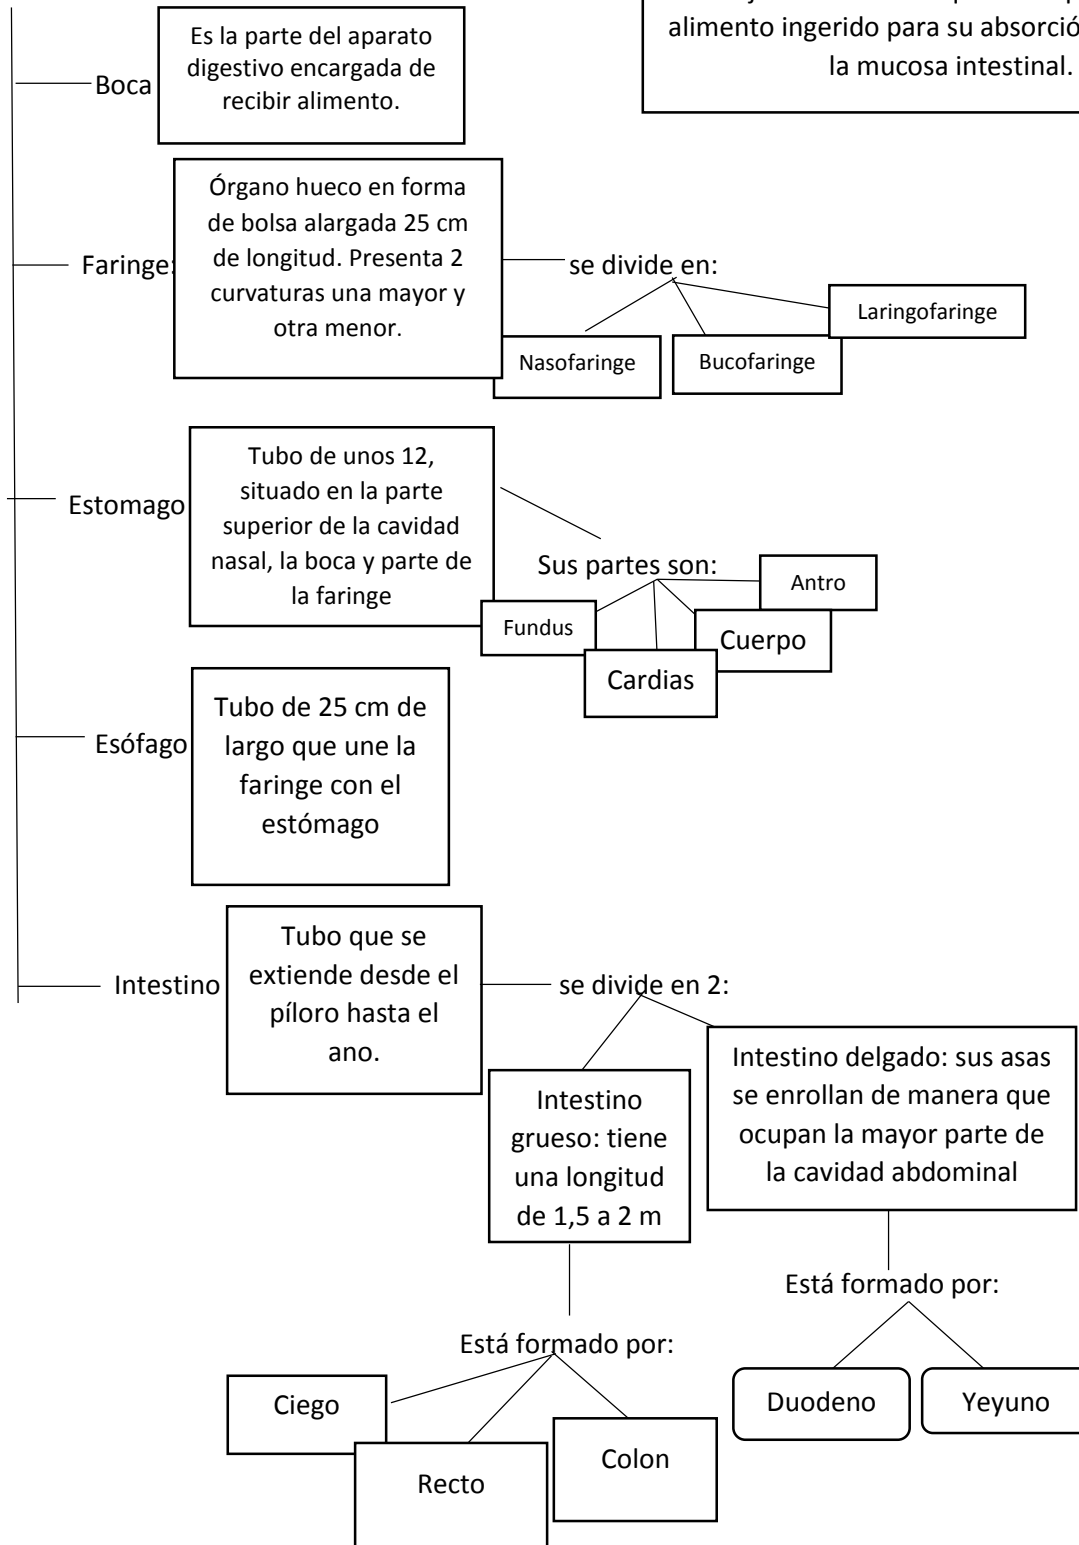 alimento ingerido para su
la mucosa intestinal.
Boca
Es la parte del aparato
digestivo encargada de
recibir alimento.
Faringe:
Órgano hueco en forma
de bolsa alargada 25 cm
de longitud. Presenta 2
curvaturas una mayor y
otra menor.
se divide en:
Nasofaringe
Bucofaringe
Laringofaringe
Estomago
Tubo de unos 12,
situado en la parte
superior de la cavidad
nasal, la boca y parte de
la faringe
Sus partes son:
Fundus
Cardias
Cuerpo
Antro
Esófago
Tubo de 25 cm de
largo que une la
faringe con el
estómago
Intestino
Tubo que se
extiende desde el
píloro hasta el
ano.
se divide en 2:
Intestino
grueso: tiene
una longitud
de 1,5 a 2 m
Intestino delgado: sus asas
se enrollan de manera que
ocupan la mayor parte de
la cavidad abdominal
Está formado por:
Ciego
Recto
Colon
Está formado por:
Duodeno
Yeyuno